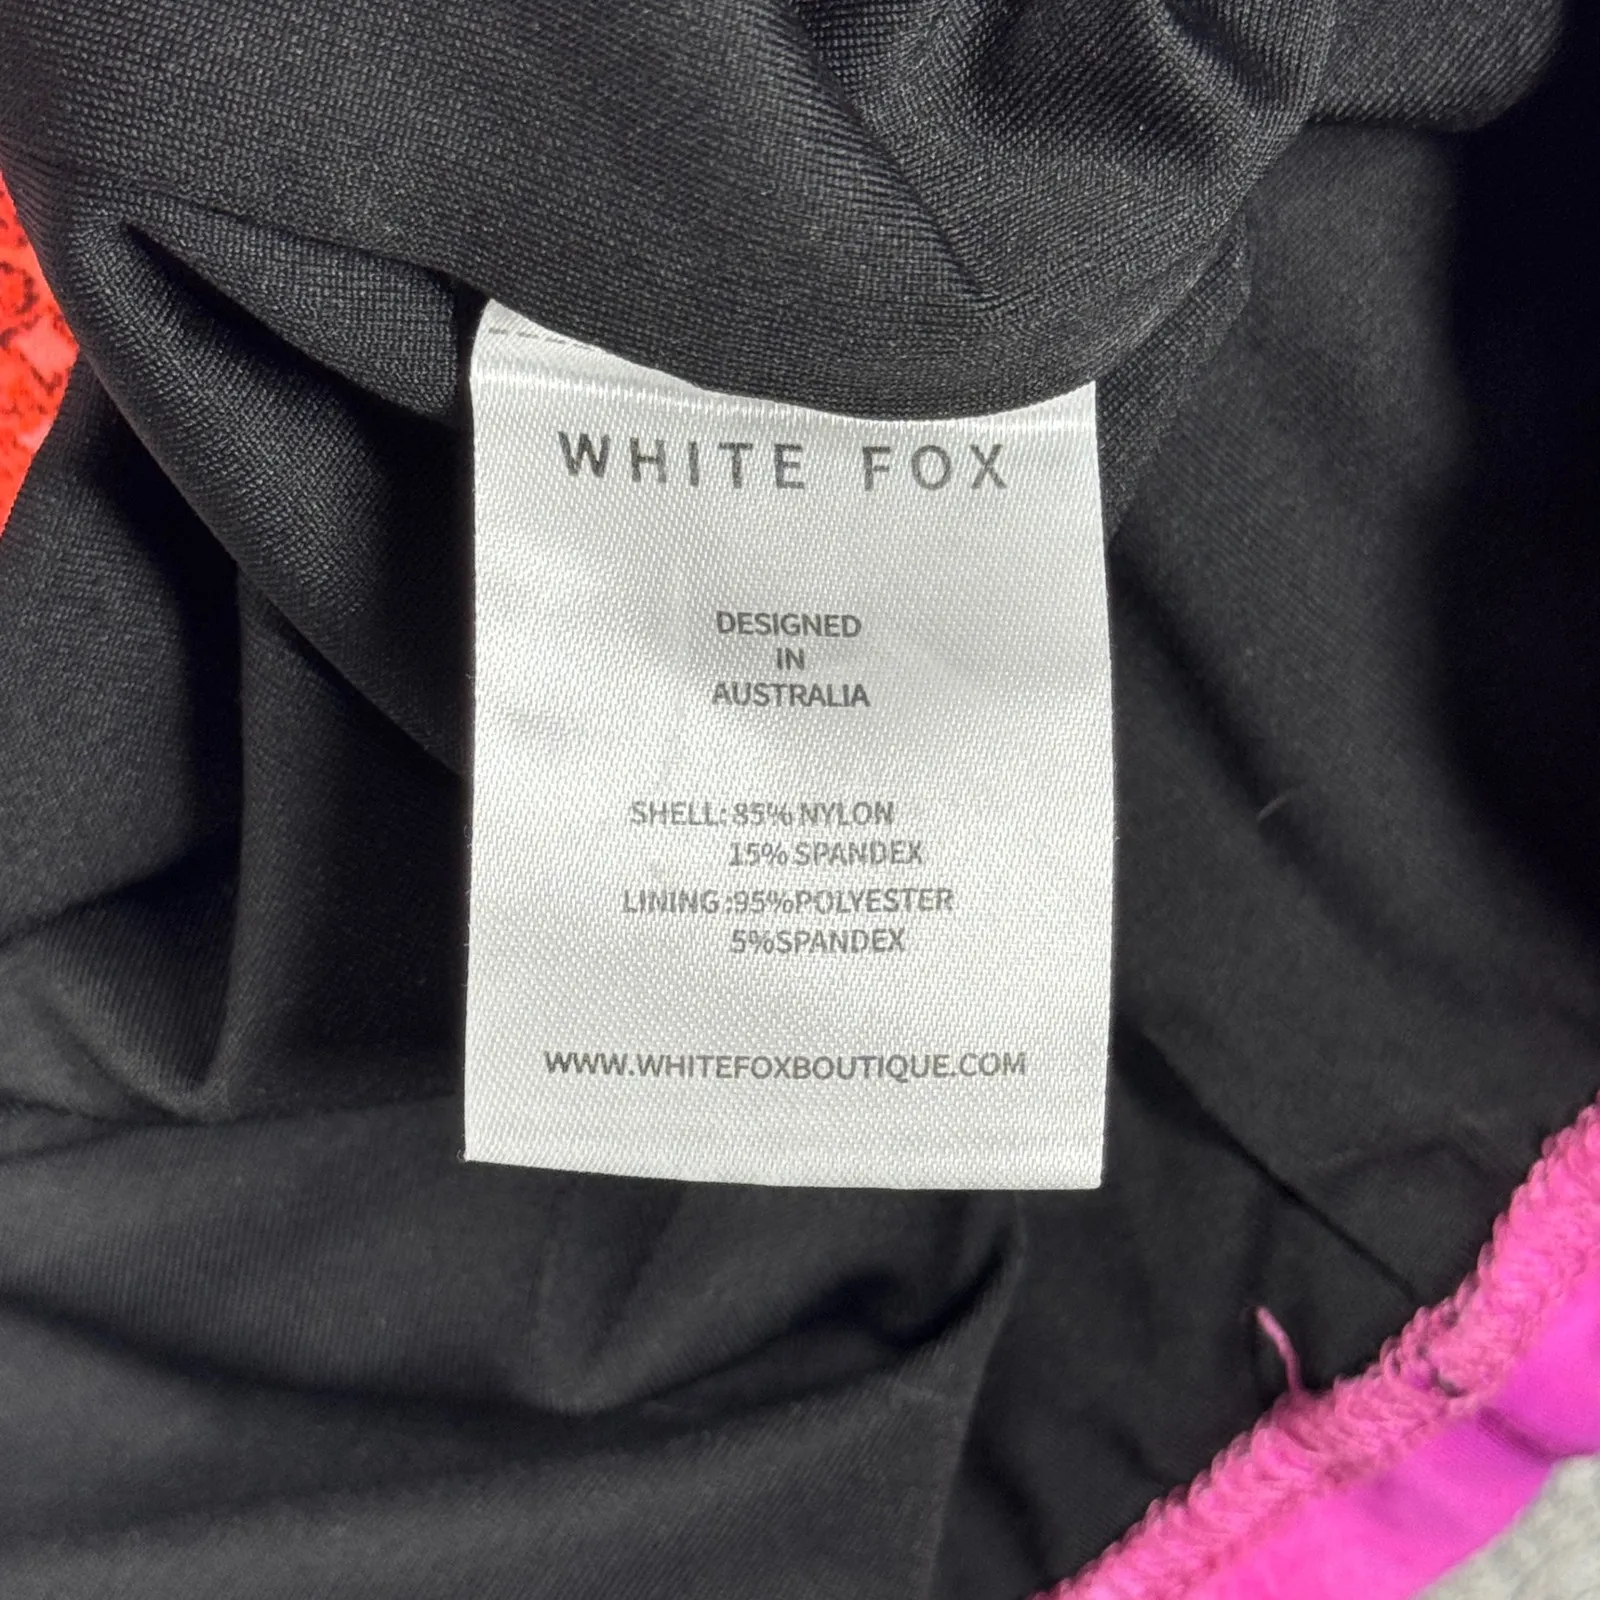 WHITE FOX
DESIGNED
IN
AUSTRALIA
SHELL: 85% NYLON
15% SPANDEX
LINING :95%POLYESTER
5%SPANDEX
WWW.WHITEFOXBOUTIQUE.COM